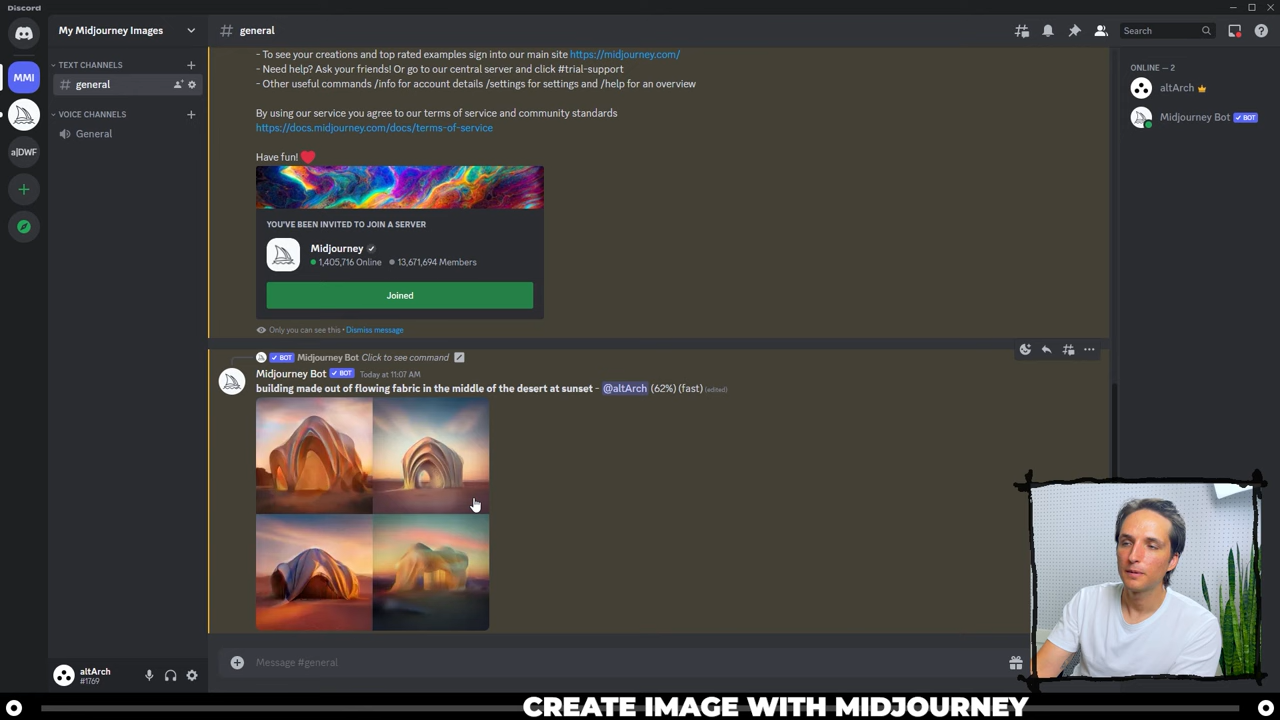 Discord
My Midjourney Images
# general
Search
TEXT CHANNELS
# general
VOICE CHANNELS
General
MMI
a|DWF
- To see your creations and top rated examples sign into our main site https://midjourney.com/
- Need help? Ask your friends! Or go to our central server and click #trial-support
- Other useful commands /info for account details /settings for settings and /help for an overview
By using our service you agree to our terms of service and community standards
https://docs.midjourney.com/docs/terms-of-service
Have fun!
YOU'VE BEEN INVITED TO JOIN A SERVER
Midjourney
1,405,716 Online 13,671,694 Members
Joined
Only you can see this • Dismiss message
BOT Midjourney Bot Click to see command
Midjourney Bot BOT Today at 11:07 AM
building made out of flowing fabric in the middle of the desert at sunset - @altArch (62%) (fast) (edited)
Message #general
ONLINE — 2
altArch
Midjourney Bot BOT
altArch
#1769
CREATE IMAGE WITH MIDJOURNEY